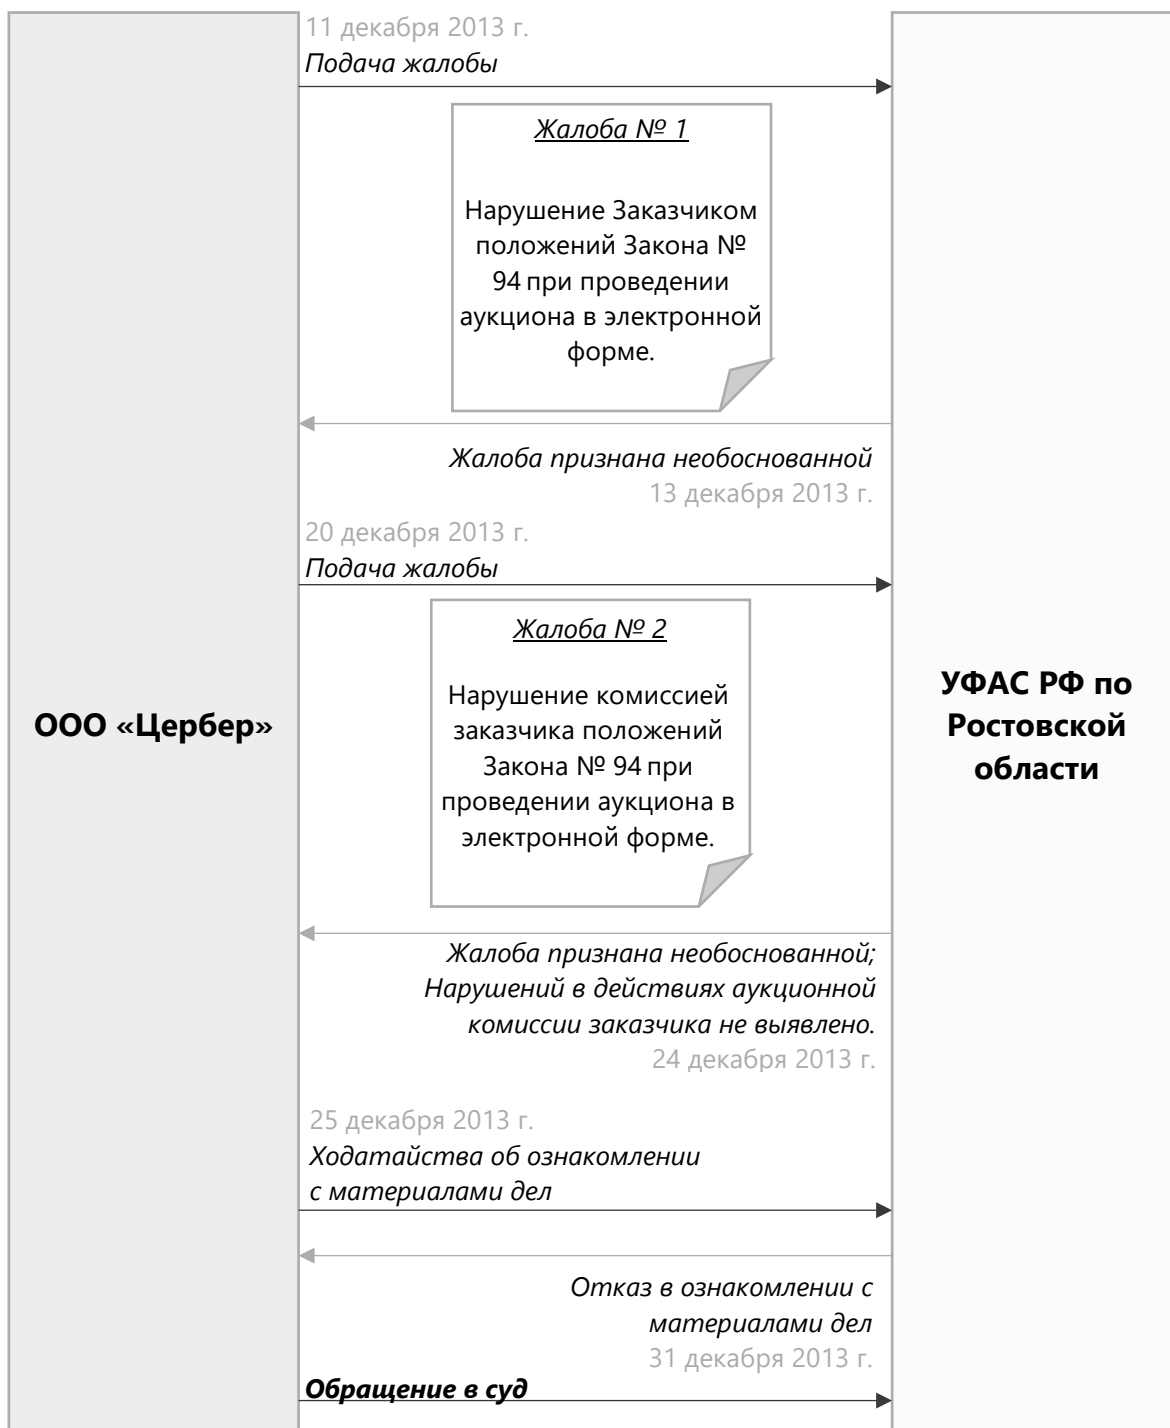 11 декабря 2013 г.
Подача жалобы
Жалоба № 1
Нарушение Заказчиком
положений Закона №
94 при проведении
аукциона в электронной
форме.
Жалоба признана необоснованной
13 декабря 2013 г.
20 декабря 2013 г.
Подача жалобы
Жалоба № 2
Нарушение комиссией
заказчика положений
Закона № 94 при
проведении аукциона в
электронной форме.
ООО «Цербер»
УФАС РФ по
Ростовской
области
Жалоба признана необоснованной;
Нарушений в действиях аукционной
комиссии заказчика не выявлено.
24 декабря 2013 г.
25 декабря 2013 г.
Ходатайства об ознакомлении
с материалами дел
Отказ в ознакомлении с
материалами дел
31 декабря 2013 г.
Обращение в суд